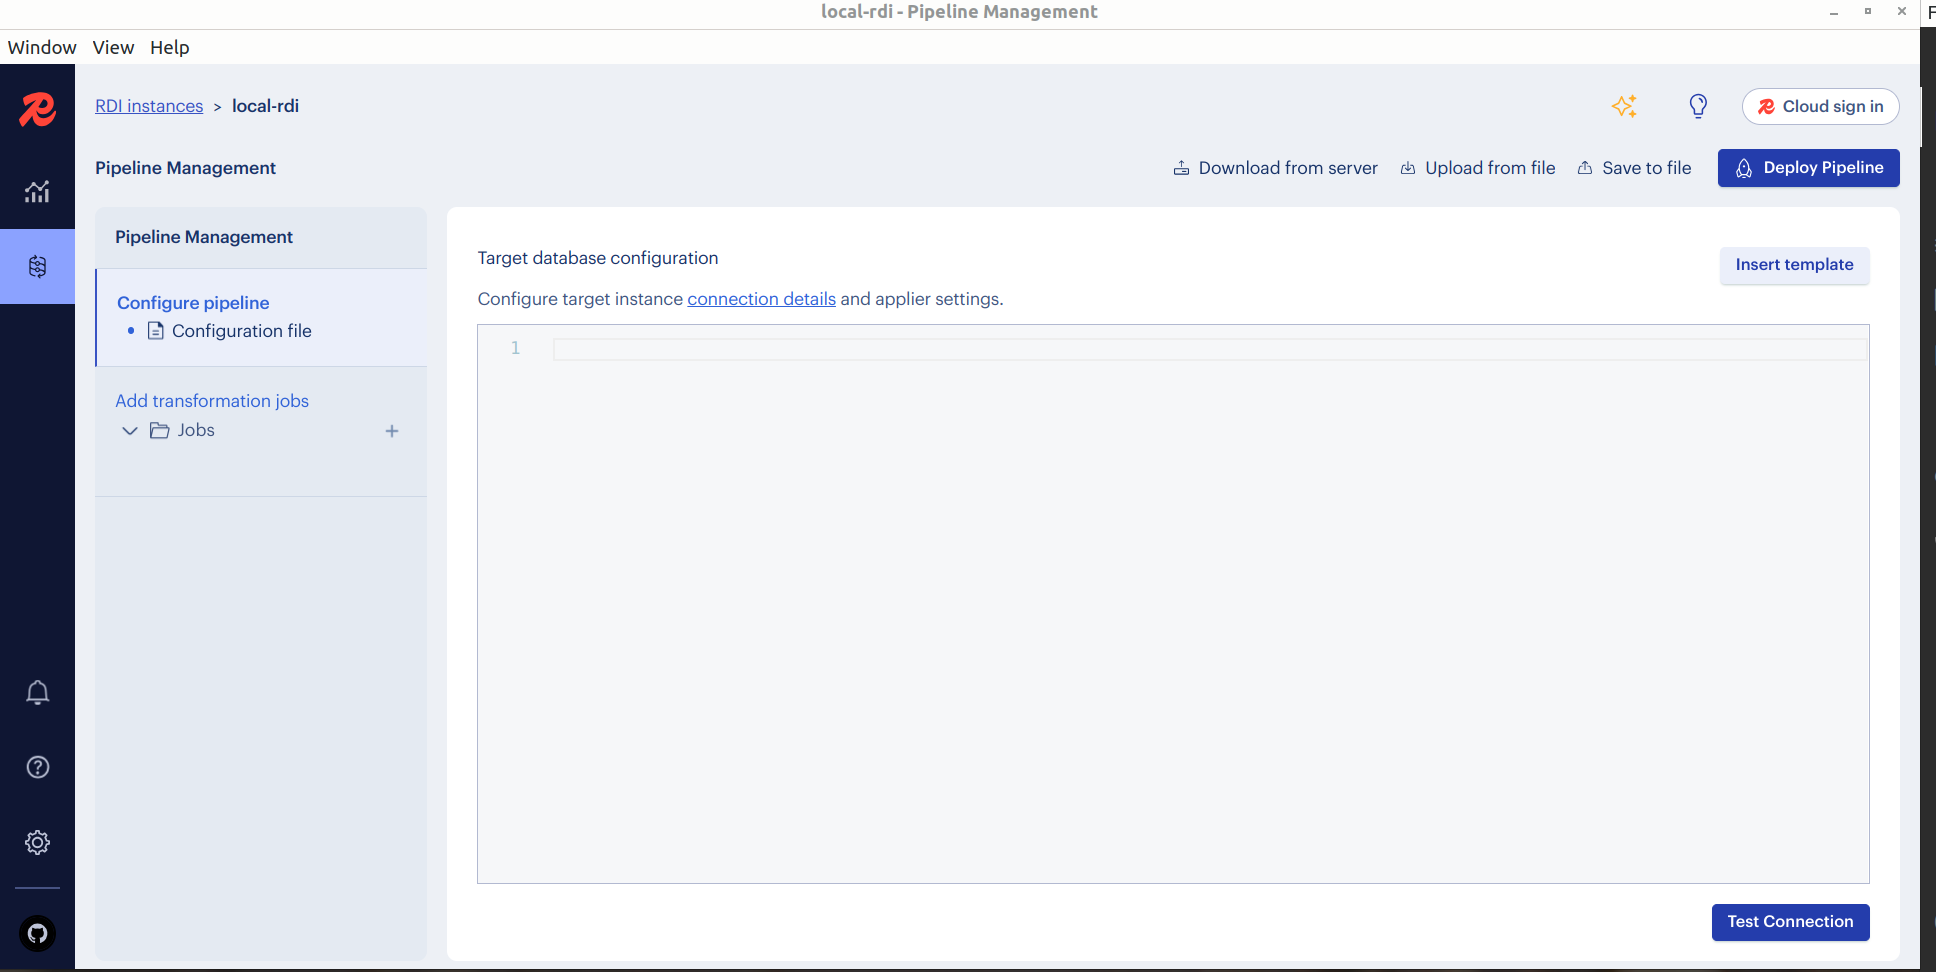 local-rdi - Pipeline Management
Window View Help
RDI instances > local-rdi
Cloud sign in
Pipeline Management
Download from server
Upload from file
Save to file
Deploy Pipeline
Pipeline Management
Configure pipeline
Configuration file
Add transformation jobs
Jobs
Target database configuration
Insert template
Configure target instance connection details and applier settings.
1
Test Connection